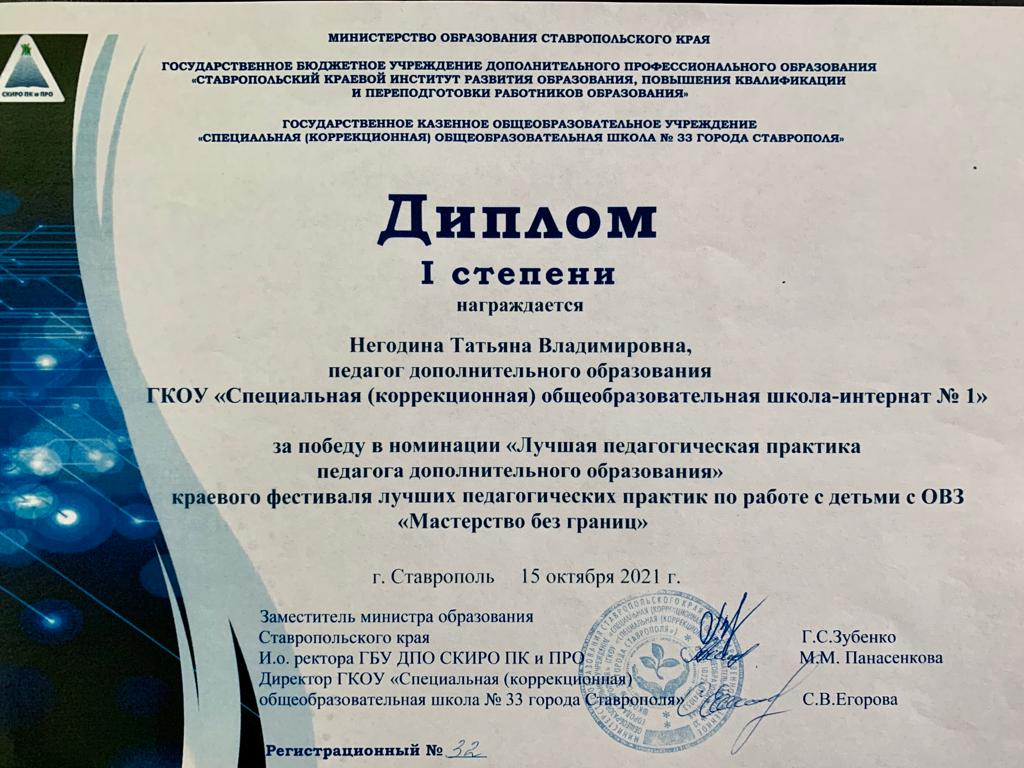 СКИРО ПК и ПРО
МИНИСТЕРСТВО ОБРАЗОВАНИЯ СТАВРОПОЛЬСКОГО КРАЯ
ГОСУДАРСТВЕННОЕ БЮДЖЕТНОЕ УЧРЕЖДЕНИЕ ДОПОЛНИТЕЛЬНОГО ПРОФЕССИОНАЛЬНОГО ОБРАЗОВАНИЯ
«СТАВРОПОЛЬСКИЙ КРАЕВОЙ ИНСТИТУТ РАЗВИТИЯ ОБРАЗОВАНИЯ, ПОВЫШЕНИЯ КВАЛИФИКАЦИИ
И ПЕРЕПОДГОТОВКИ РАБОТНИКОВ ОБРАЗОВАНИЯ»
ГОСУДАРСТВЕННОЕ КАЗЕННОЕ ОБЩЕОБРАЗОВАТЕЛЬНОЕ УЧРЕЖДЕНИЕ
«СПЕЦИАЛЬНАЯ (КОРРЕКЦИОННАЯ) ОБЩЕОБРАЗОВАТЕЛЬНАЯ ШКОЛА № 33 ГОРОДА СТАВРОПОЛЯ»
Диплом
I степени
награждается
Негодина Татьяна Владимировна,
педагог дополнительного образования
ГКОУ «Специальная (коррекционная) общеобразовательная школа-интернат № 1»
за победу в номинации «Лучшая педагогическая практика
педагога дополнительного образования»
краевого фестиваля лучших педагогических практик по работе с детьми с ОВЗ
«Мастерство без границ»
г. Ставрополь 15 октября 2021 г.
Заместитель министра образования
Ставропольского края Г.С.Зубенко
И.о. ректора ГБУ ДПО СКИРО ПК и ПРО М.М. Панасенкова
Директор ГКОУ «Специальная (коррекционная)
общеобразовательная школа № 33 города Ставрополя» С.В.Егорова
Регистрационный № 32